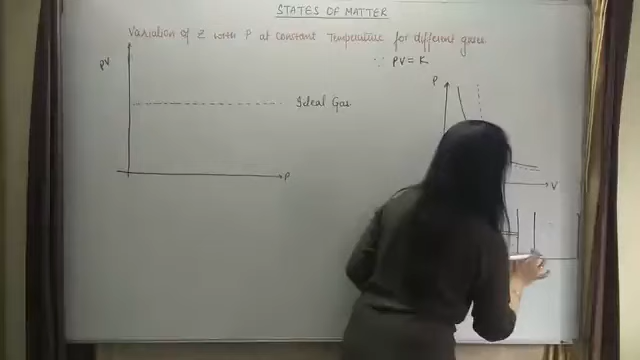 STATES OF MATTER
Variation of Z with P at constant Temperature for different gases
∵ PV = K
PV
Ideal Gas
P
P
V